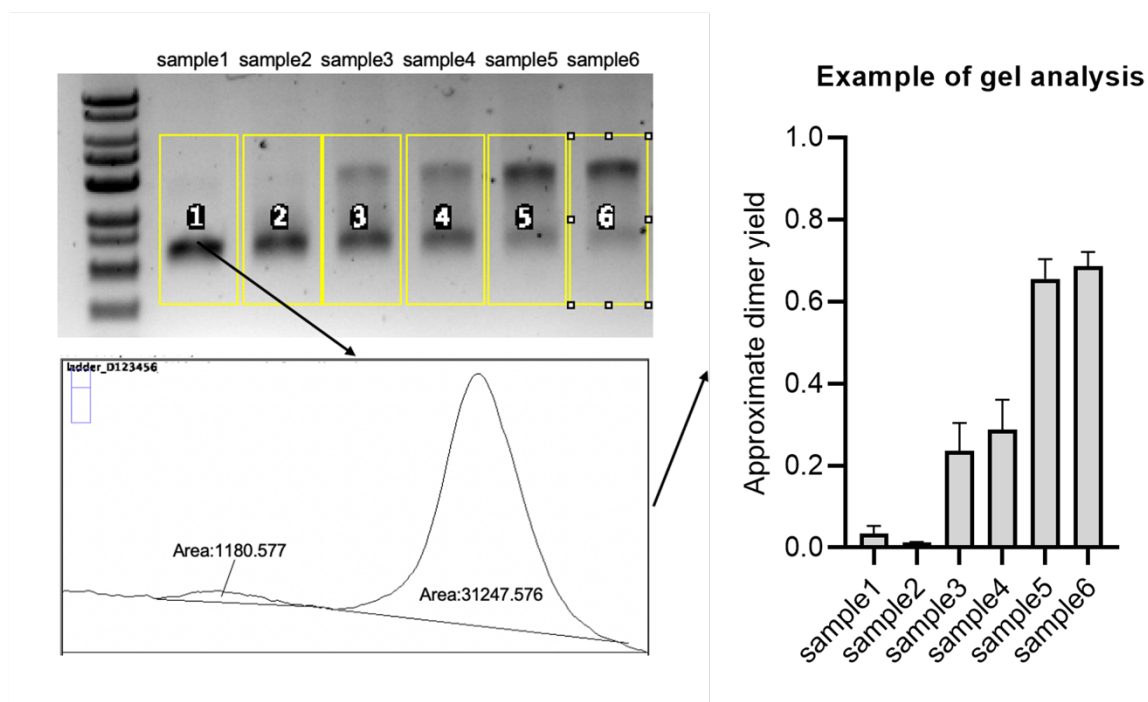 sample1 sample2 sample3 sample4 sample5 sample6
1 2 3 4 5 6
ladder_D123456
Area:1180.577
Area:31247.576
Example of gel analysis
Approximate dimer yield
1.0
0.8
0.6
0.4
0.2
0.0
sample1
sample2
sample3
sample4
sample5
sample6